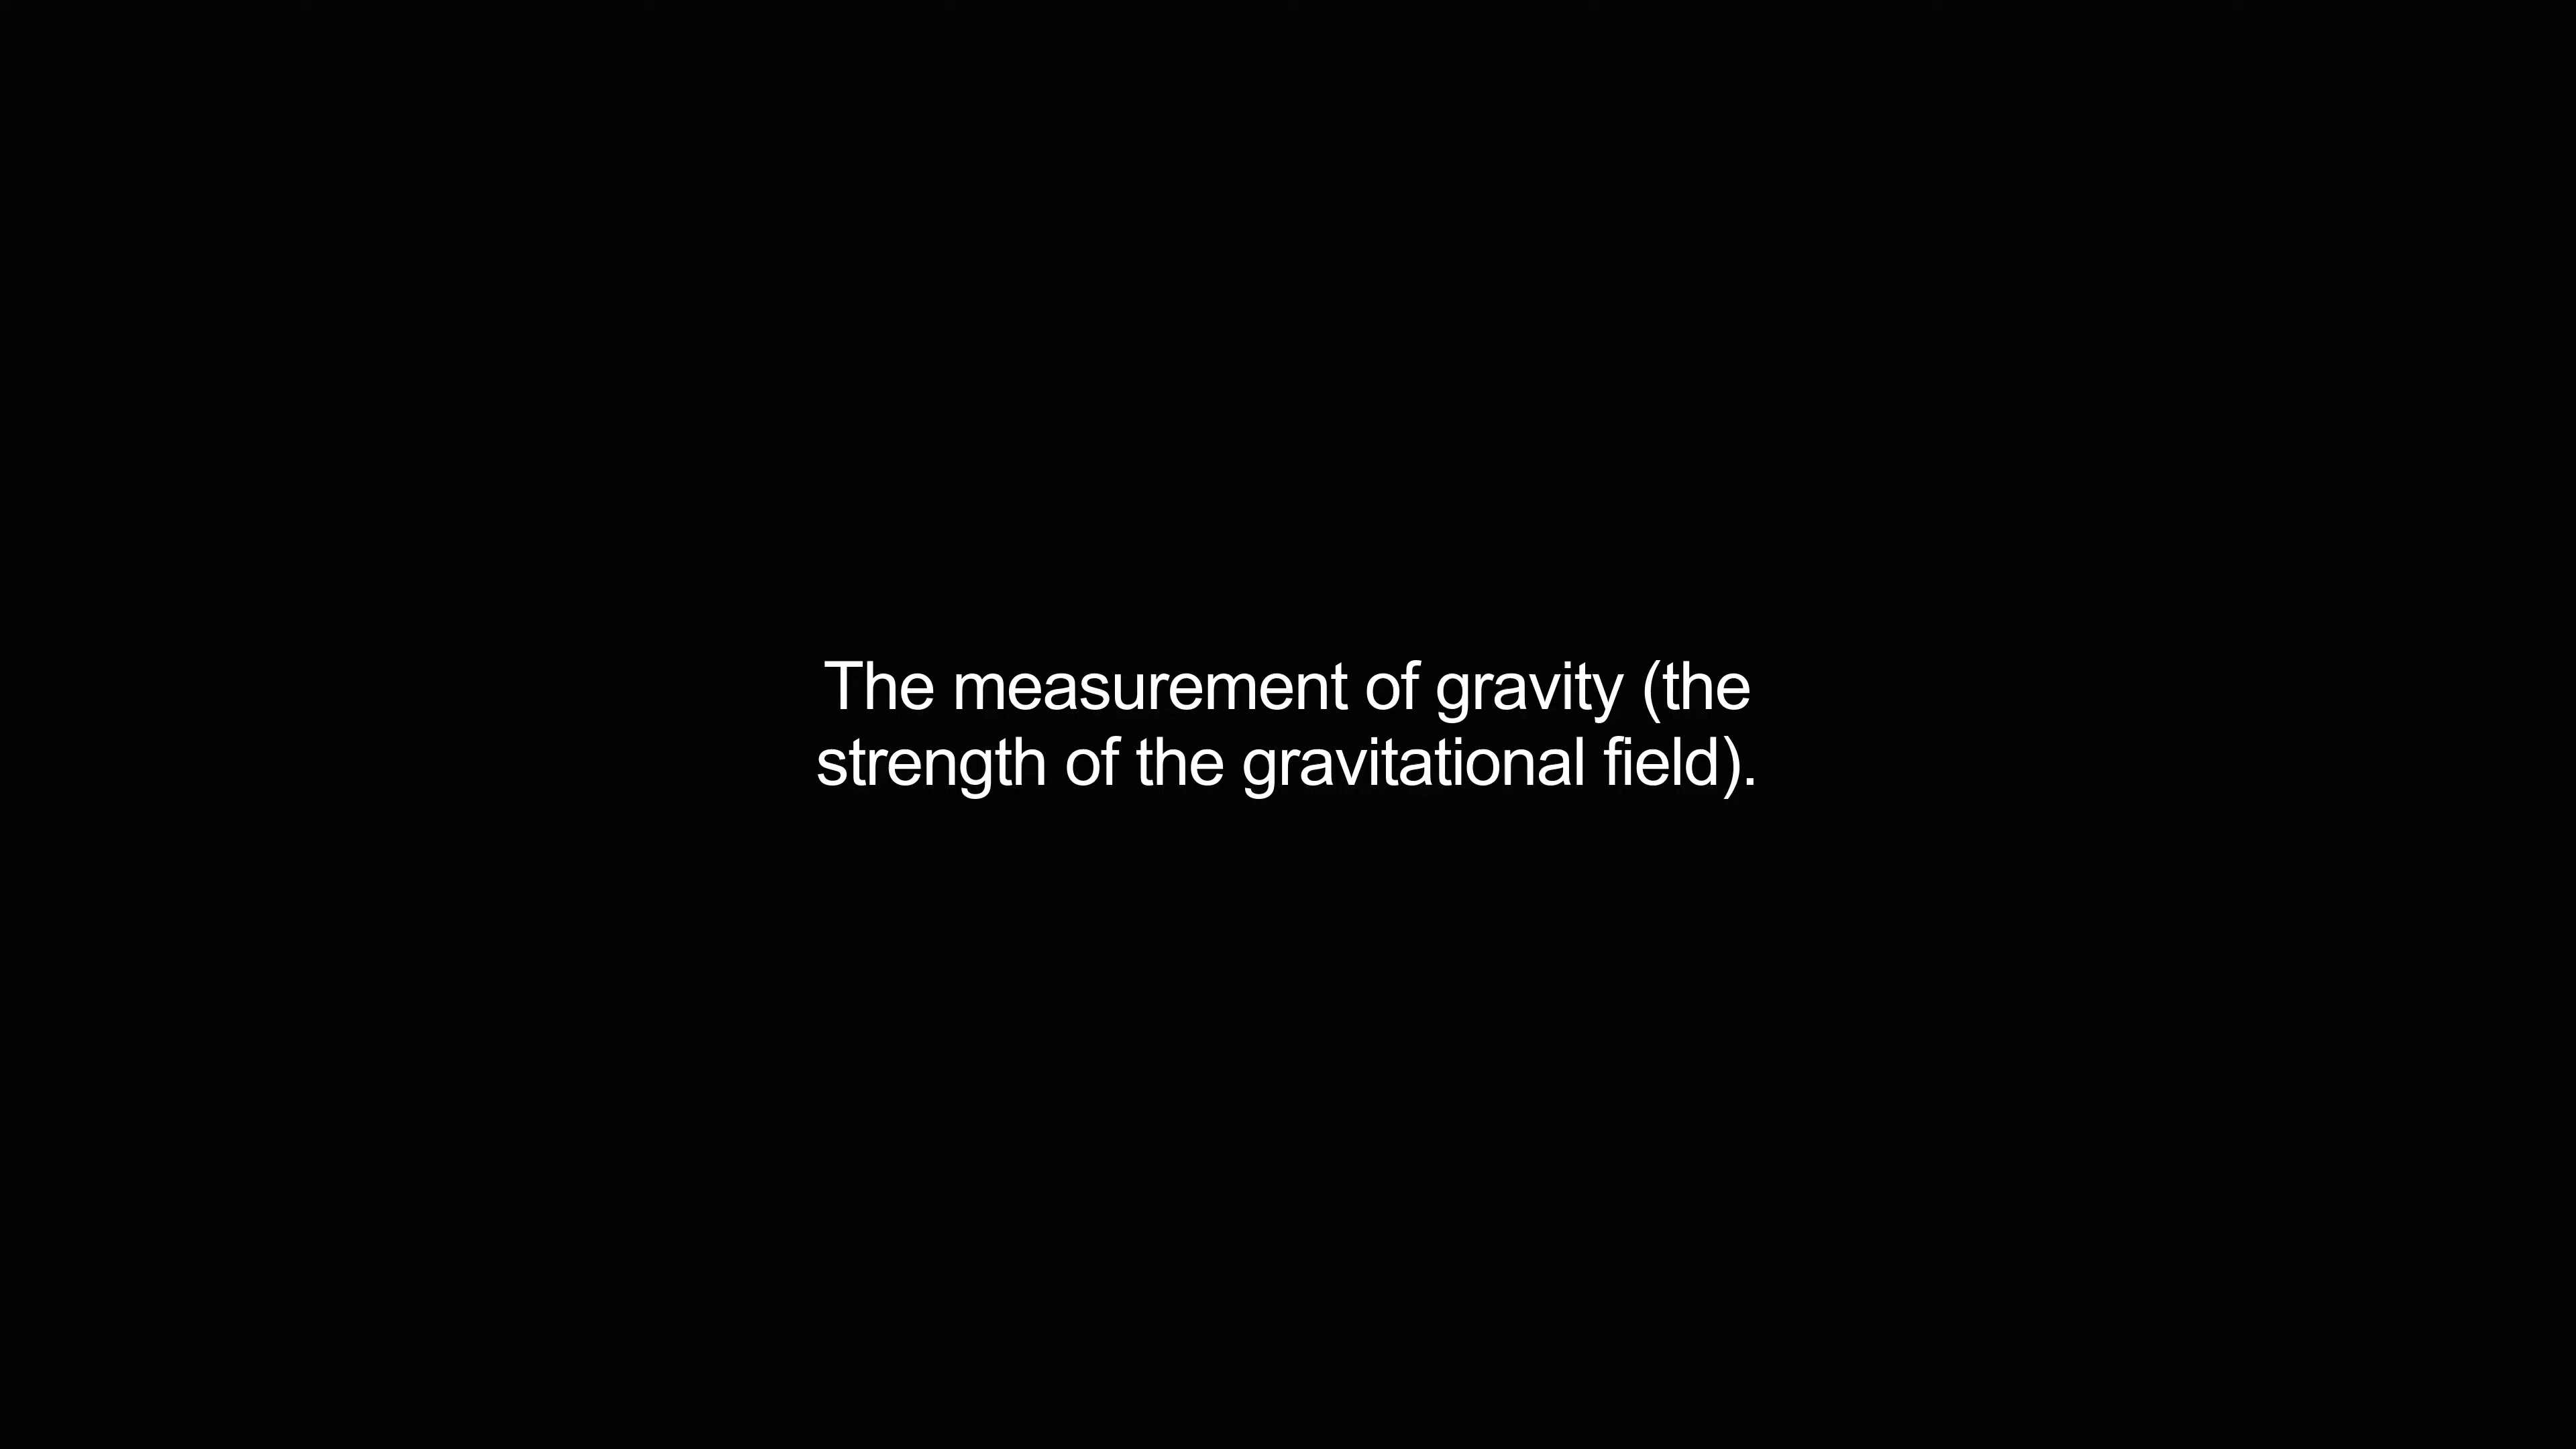 The measurement of gravity (the
strength of the gravitational field).